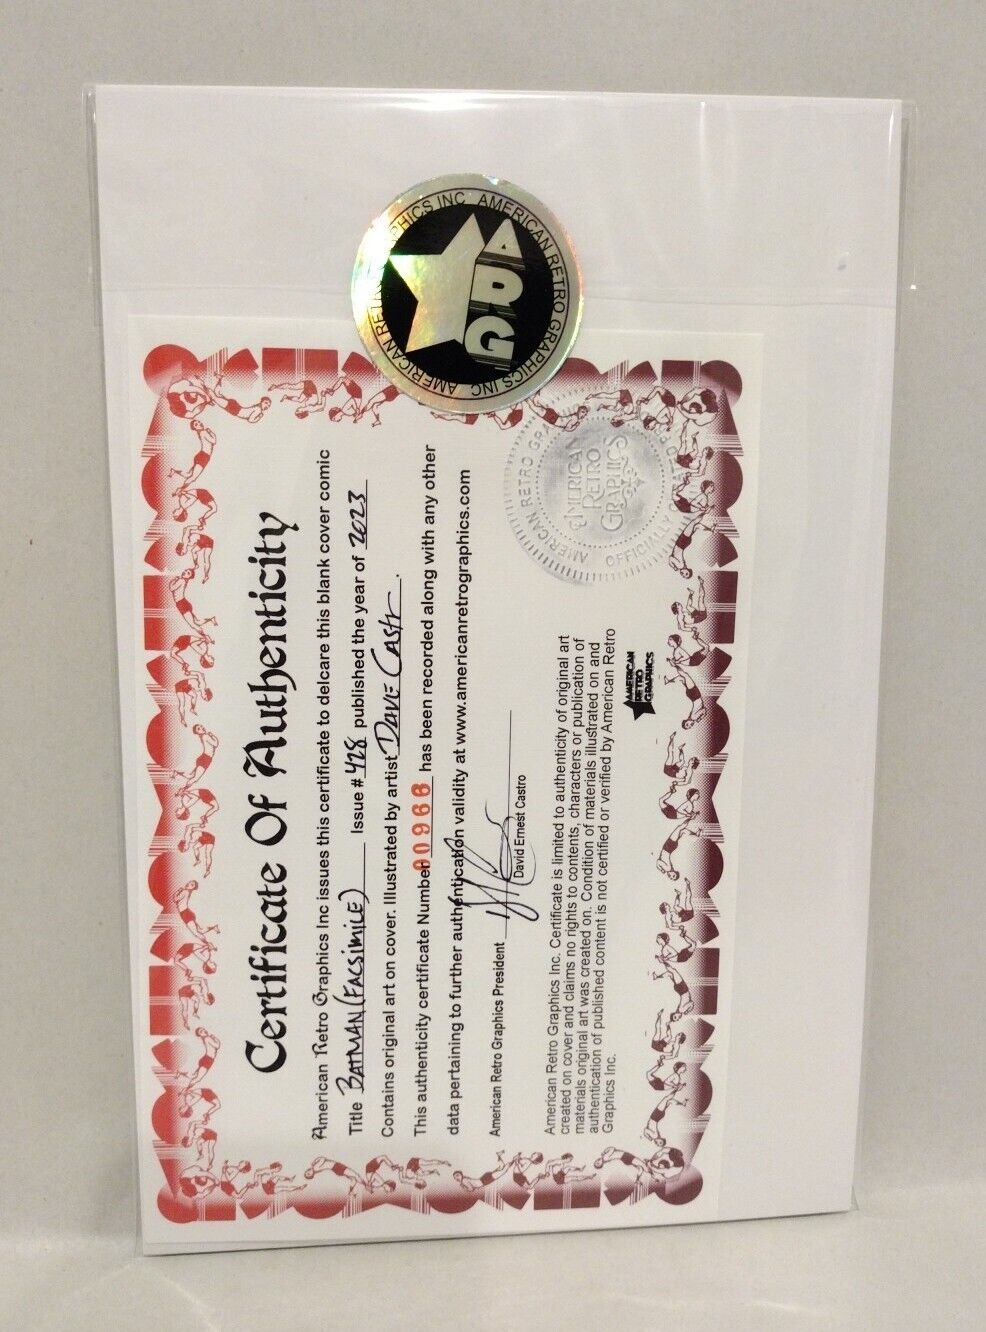 AMERICAN RETRO GRAPHICS INC AMERICAN RETRO GRAPHICS INC
ARG
Certificate Of Authenticity
American Retro Graphics Inc issues this certificate to delcare this blank cover comic
Title BATMAN (FACSIMILE) Issue # 428 published the year of 2023
Contains original art on cover. Illustrated by artist DAVE Castr.
This authenticity certificate Number 00966 has been recorded along with any other
data pertaining to further authentication validity at www.americanretrographics.com
American Retro Graphics President
David Ernest Castro
American Retro Graphics Inc. Certificate is limited to authenticity of original art
created on cover and claims no rights to contents, characters or publication of
materials original art was created on. Condition of materials illustrated on and
authentication of published content is not certified or verified by American Retro
Graphics Inc.
AMERICAN
RETRO
GRAPHICS
AMERICAN
RETRO
GRAPHICS
AMERICAN RETRO
OFFICIALLY